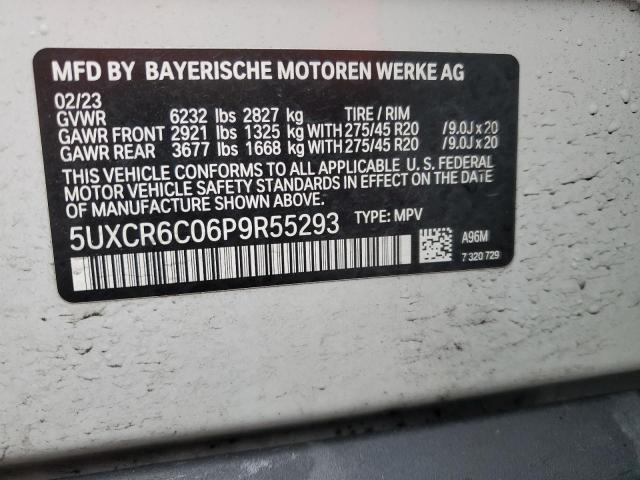 MFD BY BAYERISCHE MOTOREN WERKE AG
02/23
GVWR 6232 lbs 2827 kg TIRE / RIM
GAWR FRONT 2921 lbs 1325 kg WITH 275/45 R20 /9.0J x 20
GAWR REAR 3677 lbs 1668 kg WITH 275/45 R20 /9.0J x 20
THIS VEHICLE CONFORMS TO ALL APPLICABLE U. S. FEDERAL
MOTOR VEHICLE SAFETY STANDARDS IN EFFECT ON THE
DATE OF MANUFACTURE SHOWN ABOVE.
5UXCR6C06P9R55293 TYPE: MPV
A96M
7 320 729